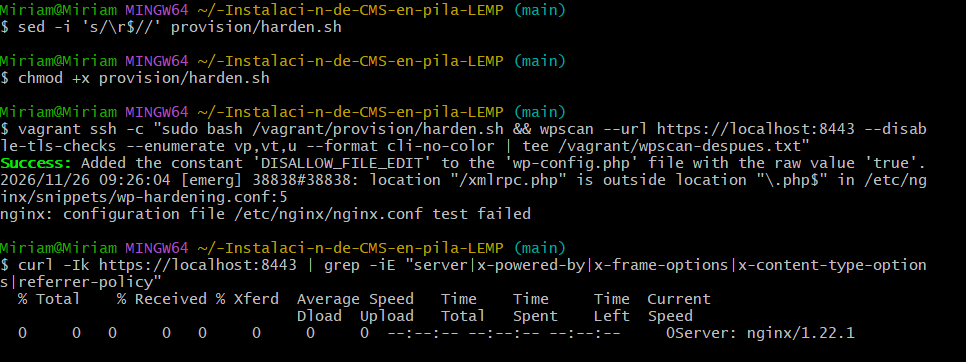 Miriam@Miriam MINGW64 ~/-Instalaci-n-de-CMS-en-pila-LEMP (main)
$ sed -i 's/\r$//' provision/harden.sh
Miriam@Miriam MINGW64 ~/-Instalaci-n-de-CMS-en-pila-LEMP (main)
$ chmod +x provision/harden.sh
Miriam@Miriam MINGW64 ~/-Instalaci-n-de-CMS-en-pila-LEMP (main)
$ vagrant ssh -c "sudo bash /vagrant/provision/harden.sh && wpscan --url https://localhost:8443 --disab
le-tls-checks --enumerate vp,vt,u --format cli-no-color | tee /vagrant/wpscan-despues.txt"
Success: Added the constant 'DISALLOW_FILE_EDIT' to the 'wp-config.php' file with the raw value 'true'.
2026/11/26 09:26:04 [emerg] 38838#38838: location "/xmlrpc.php" is outside location "\.php$" in /etc/ng
inx/snippets/wp-hardening.conf:5
nginx: configuration file /etc/nginx/nginx.conf test failed
Miriam@Miriam MINGW64 ~/-Instalaci-n-de-CMS-en-pila-LEMP (main)
$ curl -Ik https://localhost:8443 | grep -iE "server|x-powered-by|x-frame-options|x-content-type-option
s|referrer-policy"
  % Total    % Received % Xferd  Average Speed   Time    Time     Time  Current
                                 Dload  Upload   Total   Spent    Left  Speed
  0     0   0     0   0     0      0      0 --:--:-- --:--:-- --:--:--     0Server: nginx/1.22.1